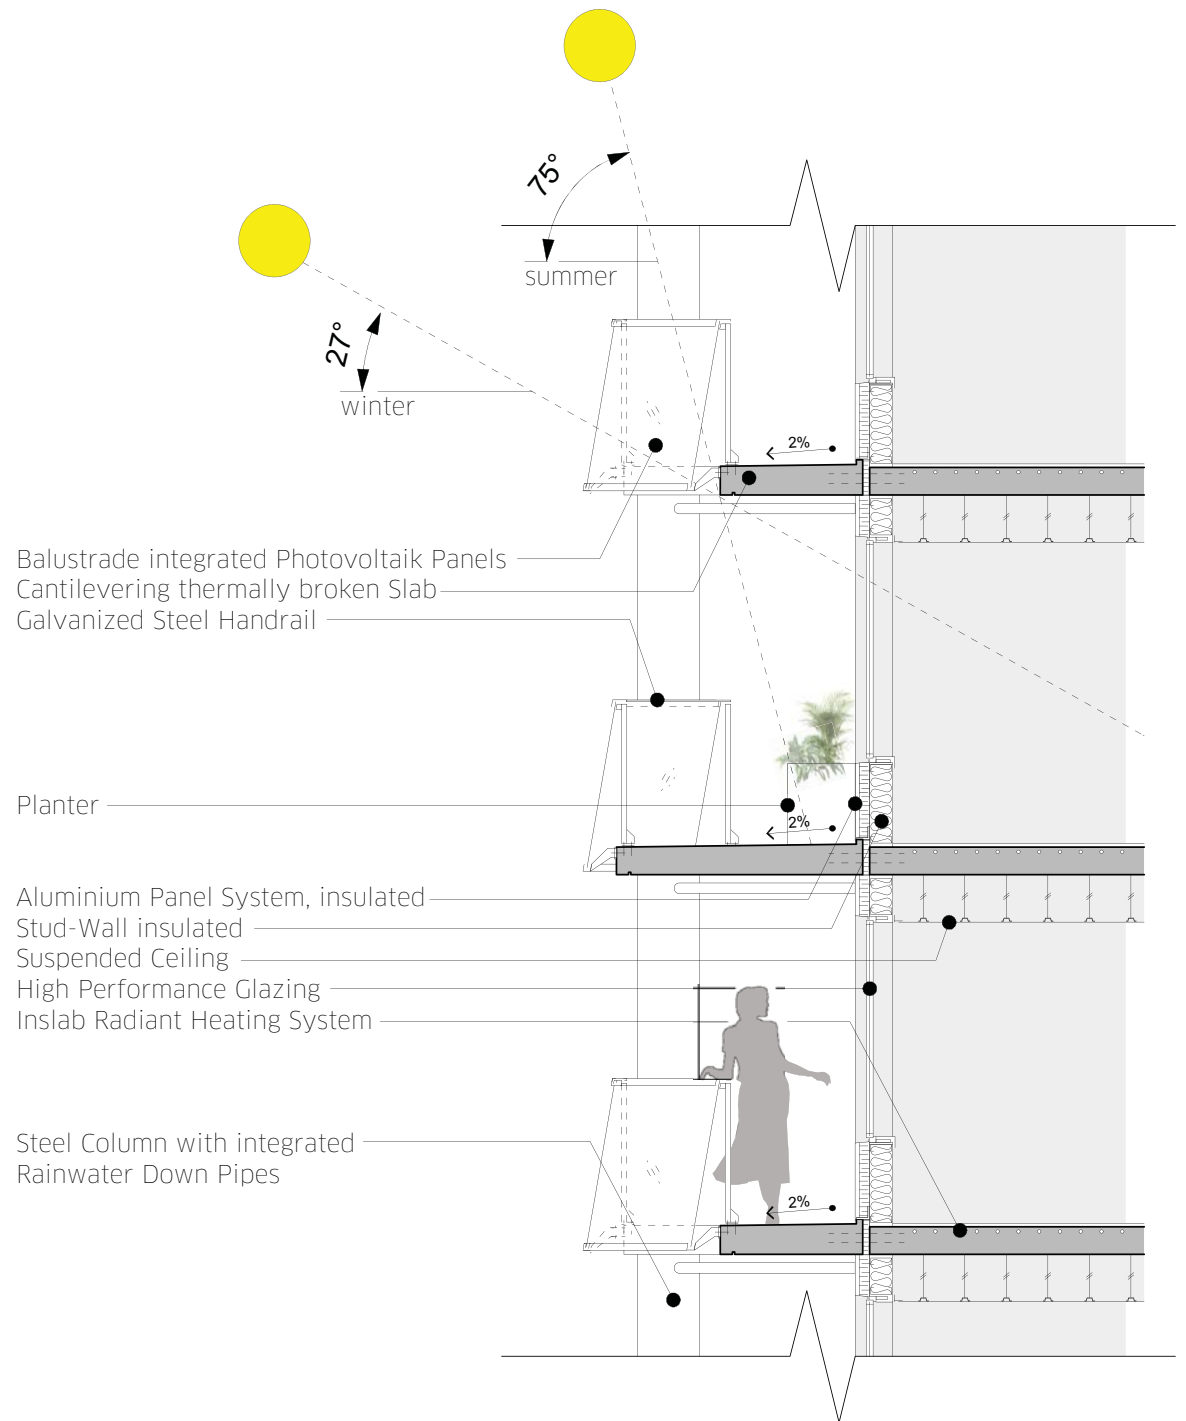 75°
summer
27°
winter
2%
Balustrade integrated Photovoltaik Panels
Cantilevering thermally broken Slab
Galvanized Steel Handrail
Planter
2%
Aluminium Panel System, insulated
Stud-Wall insulated
Suspended Ceiling
High Performance Glazing
Inslab Radiant Heating System
Steel Column with integrated
Rainwater Down Pipes
2%